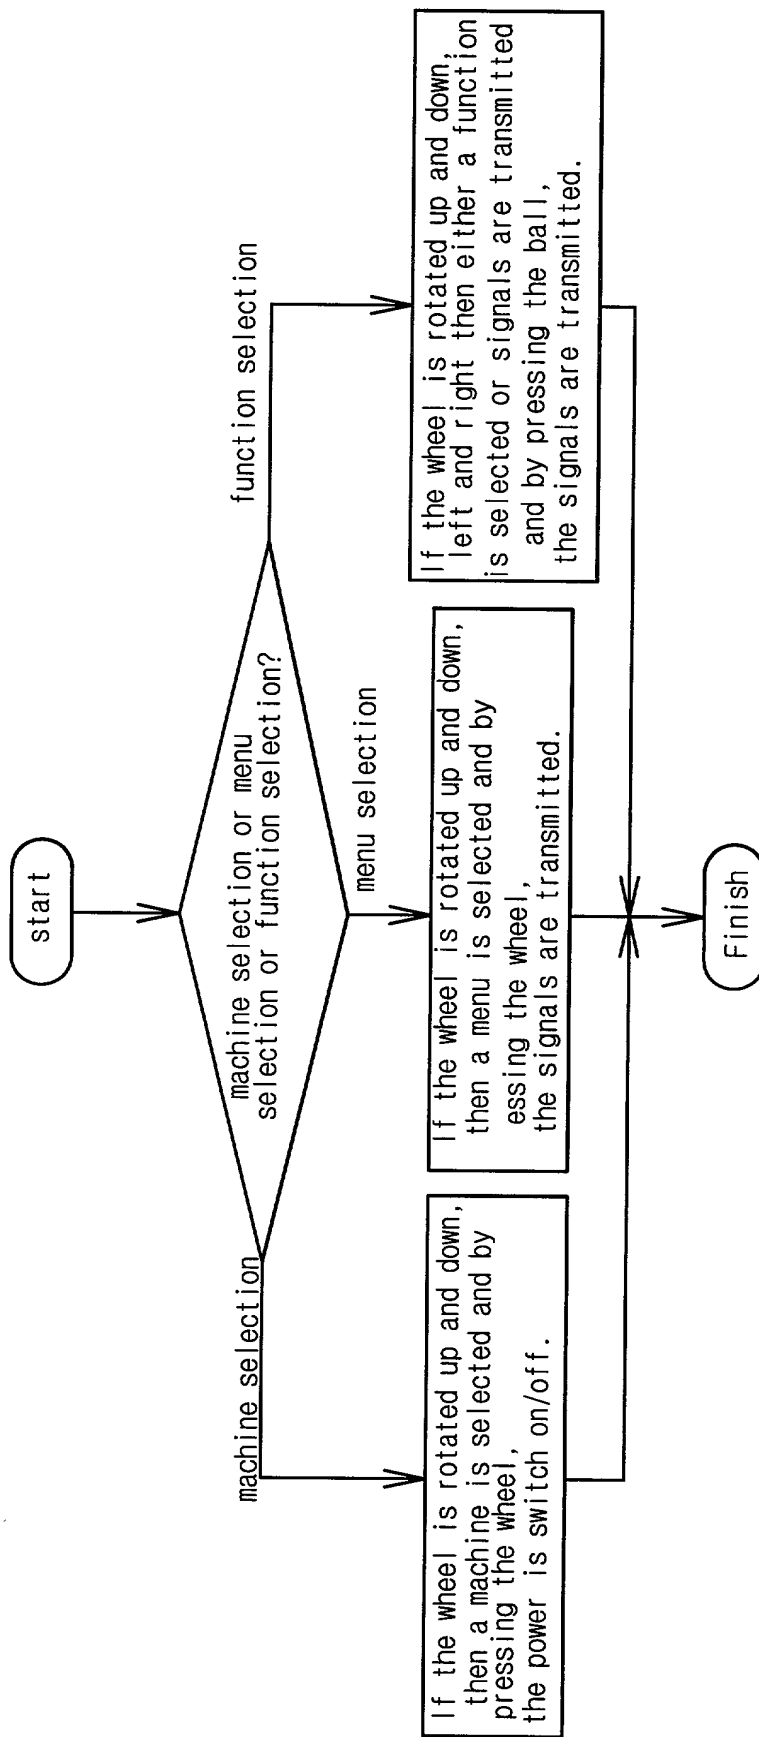 start
machine selection or menu
selection or function selection?
machine selection
menu selection
function selection
If the wheel is rotated up and down,
then a machine is selected and by
pressing the wheel,
the power is switch on/off.
If the wheel is rotated up and down,
then a menu is selected and by
essing the wheel,
the signals are transmitted.
If the wheel is rotated up and down,
left and right then either a function
is selected or signals are transmitted
and by pressing the ball,
the signals are transmitted.
Finish